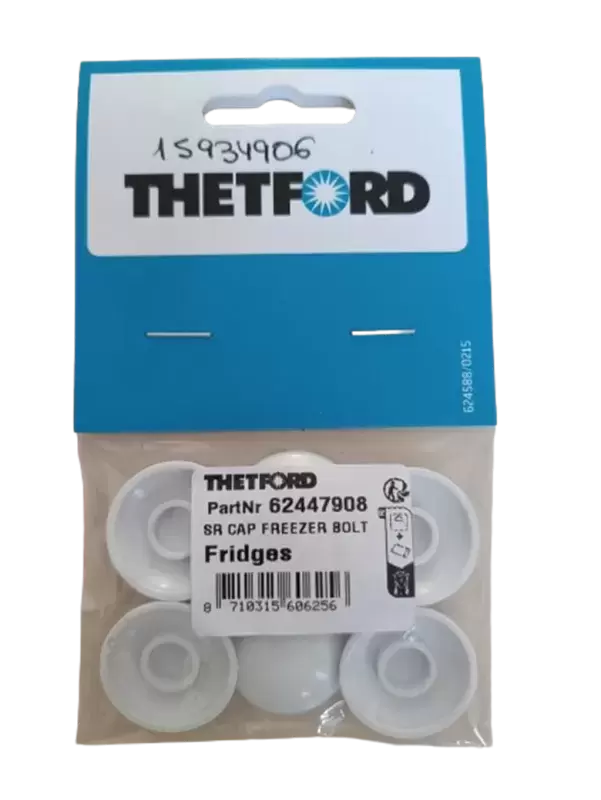 15934906
THETFORD
624588/0215
THETFORD
PartNr 62447908
SR CAP FREEZER BOLT
Fridges
8 710315 606256